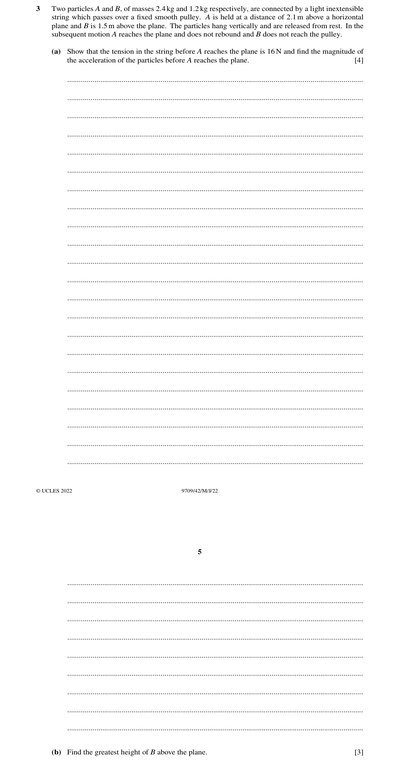 3 Two particles A and B, of masses 2.4 kg and 1.2 kg respectively, are connected by a light inextensible
string which passes over a fixed smooth pulley. A is held at a distance of 2.1 m above a horizontal
plane and B is 1.5 m above the plane. The particles hang vertically and are released from rest. In the
subsequent motion A reaches the plane and does not rebound and B does not reach the pulley.
(a) Show that the tension in the string before A reaches the plane is 16 N and find the magnitude of
the acceleration of the particles before A reaches the plane. [4]
© UCLES 2022 9709/42/M/J/22
5
(b) Find the greatest height of B above the plane. [3]